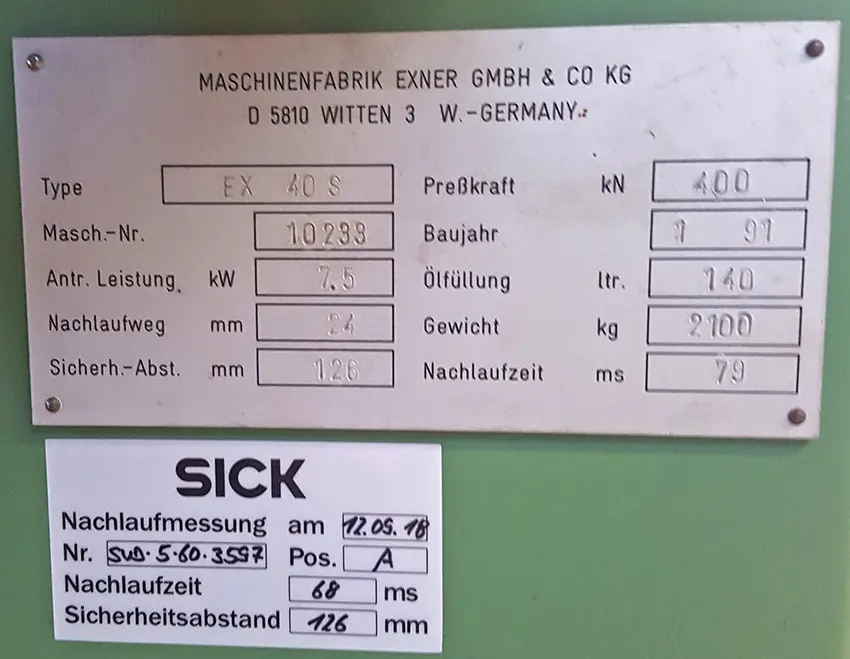 MASCHINENFABRIK EXNER GMBH & CO KG
D 5810 WITTEN 3 W.-GERMANY
Type EX 40 S Preßkraft kN 400
Masch.-Nr. 10233 Baujahr 1 91
Antr. Leistung kW 7.5 Ölfüllung ltr. 140
Nachlaufweg mm 24 Gewicht kg 2100
Sicherh.-Abst. mm 126 Nachlaufzeit ms 79
SICK
Nachlaufmessung am 12.09.18
Nr. SVD·5·60·3597 Pos. A
Nachlaufzeit 68 ms
Sicherheitsabstand 126 mm